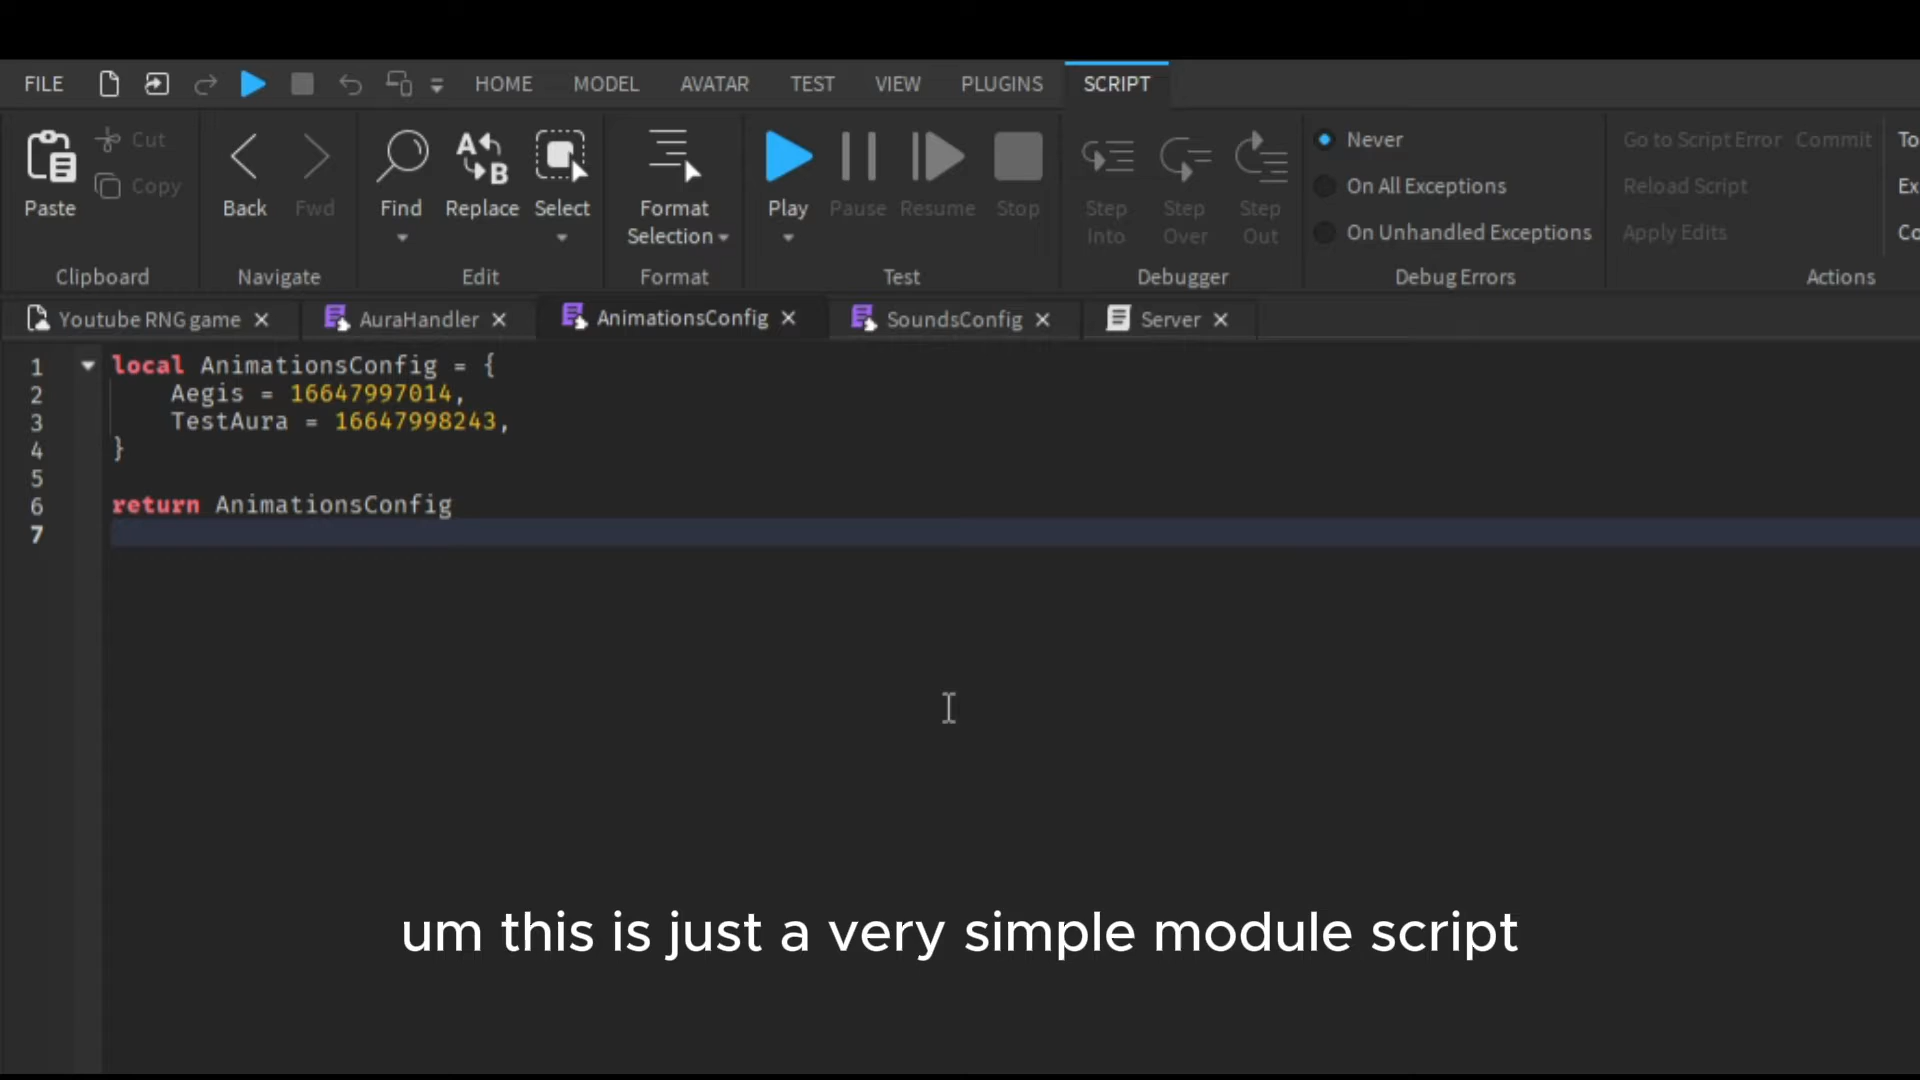 FILE HOME MODEL AVATAR TEST VIEW PLUGINS SCRIPT
Paste Cut Copy
Clipboard
Back Fwd
Navigate
Find Replace Select
Edit
Format Selection
Format
Play Pause Resume Stop
Test
Step Into Step Over Step Out
Debugger
Never
On All Exceptions
On Unhandled Exceptions
Debug Errors
Go to Script Error Commit
Reload Script
Apply Edits
To
Ex
Co
Actions
Youtube RNG game AuraHandler AnimationsConfig SoundsConfig Server
1 local AnimationsConfig = {
2 Aegis = 16647997014,
3 TestAura = 16647998243,
4 }
5
6 return AnimationsConfig
7
um this is just a very simple module script